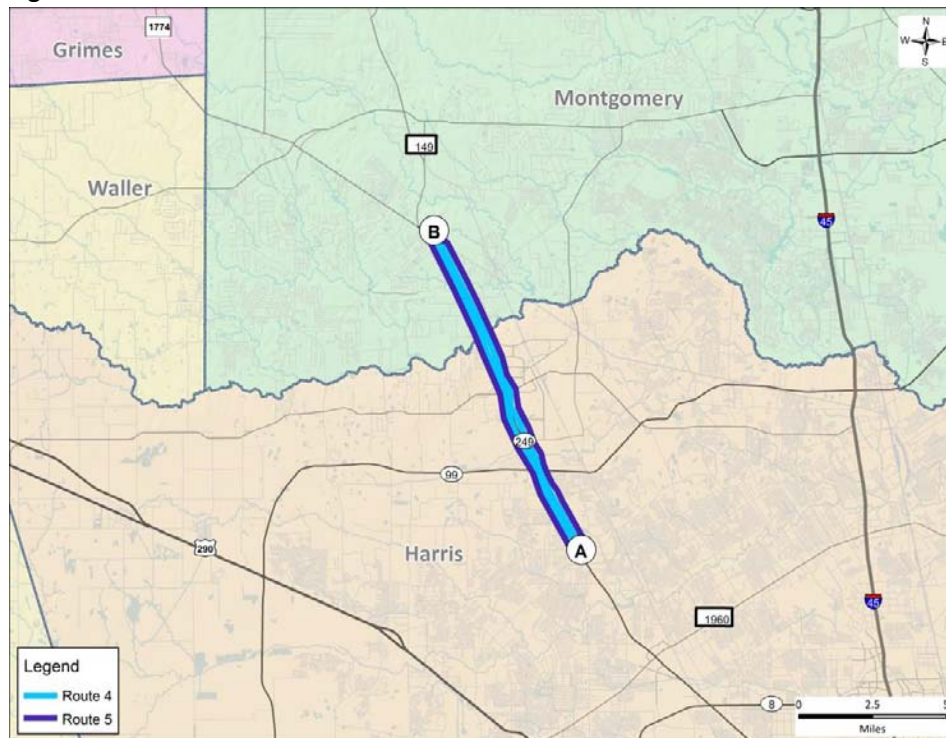 1774
Grimes
N
W E
S
Montgomery
149
Waller
45
B
249
99
290
Harris
A
45
1960
Legend
Route 4
Route 5
8
0 2.5 5
Miles